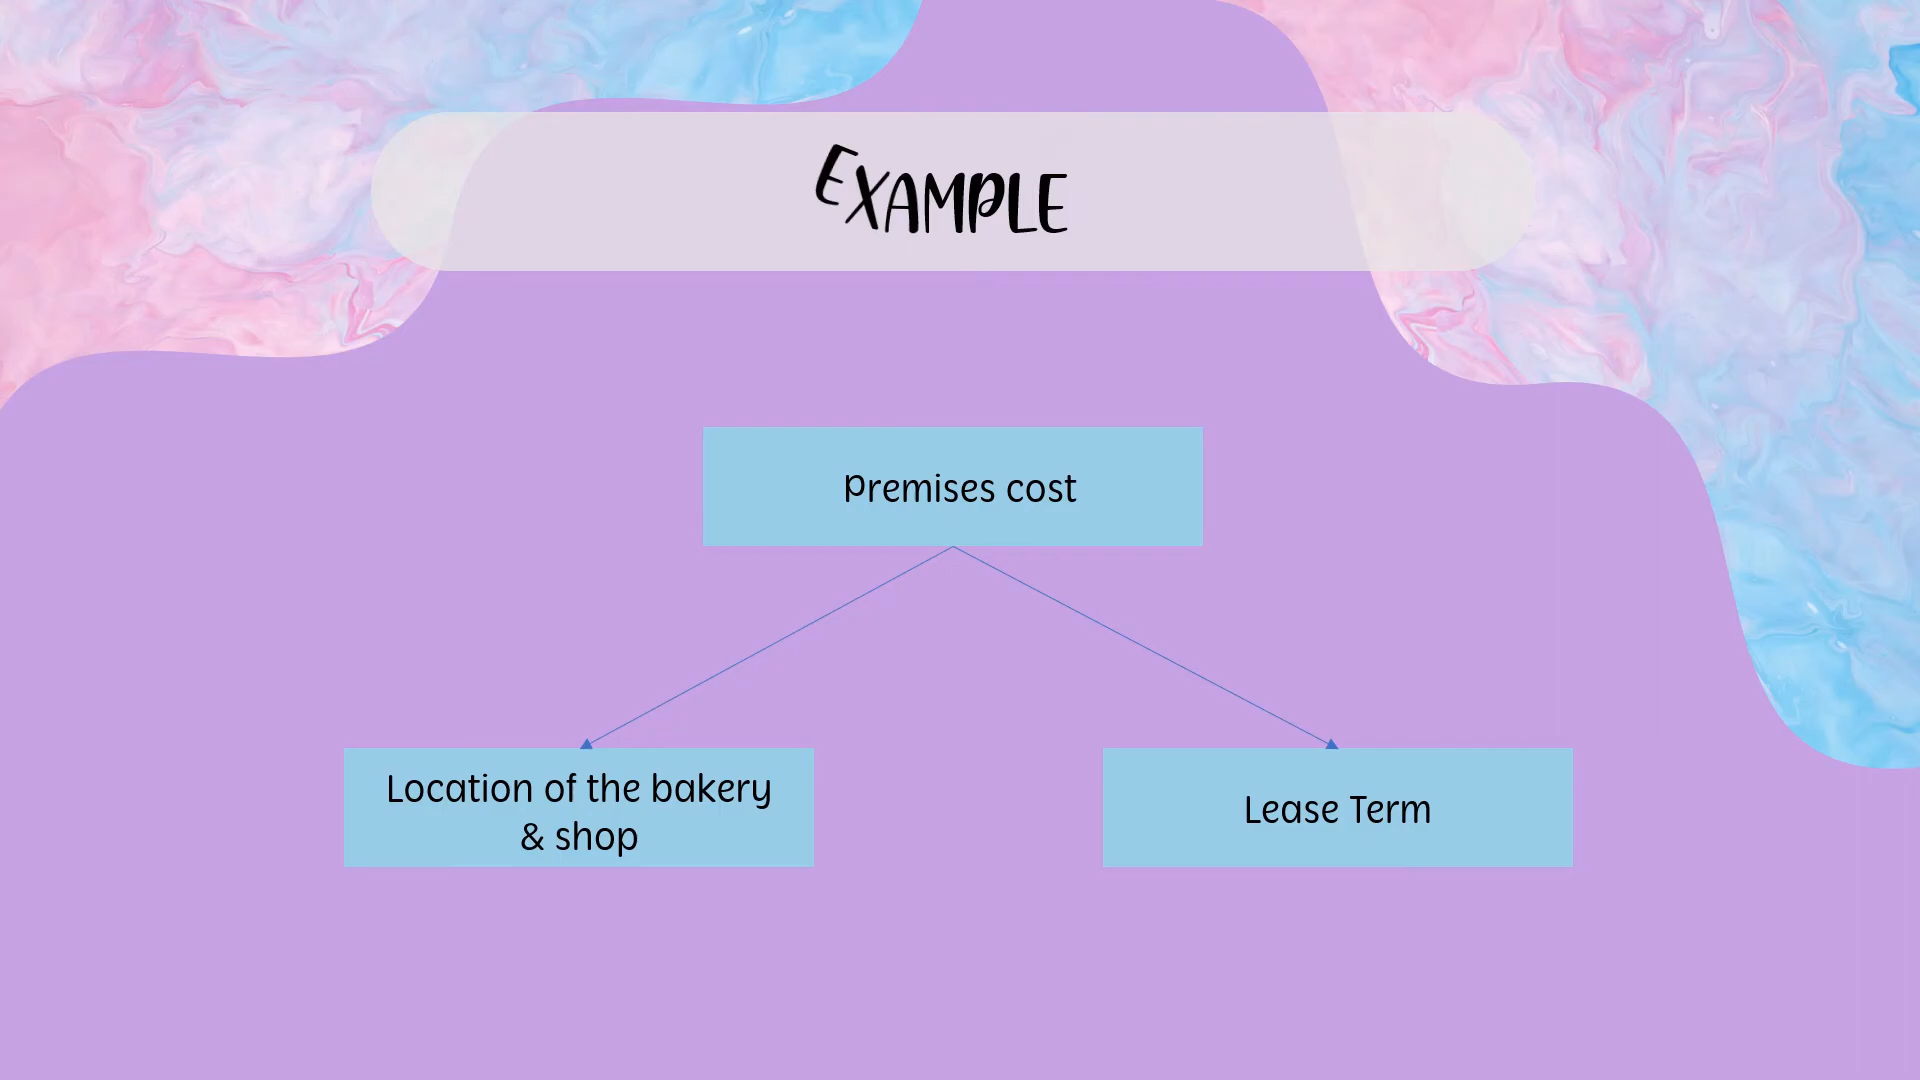 EXAMPLE
premises cost
Location of the bakery
& shop
Lease Term